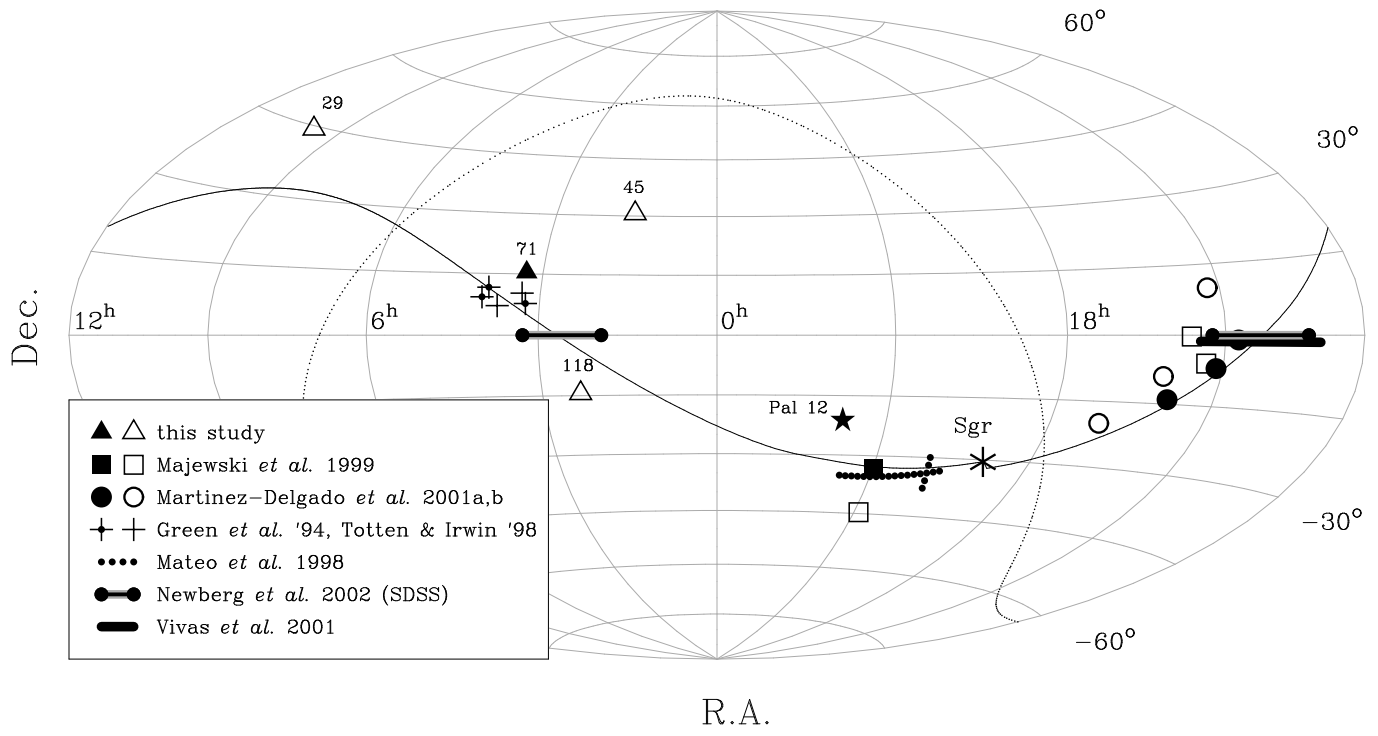 60°
29
30°
45
71
12h
6h
0h
18h
Dec.
118
Pal 12
Sgr
this study
Majewski et al. 1999
Martinez-Delgado et al. 2001a,b
Green et al. '94, Totten & Irwin '98
Mateo et al. 1998
Newberg et al. 2002 (SDSS)
Vivas et al. 2001
-30°
-60°
R.A.